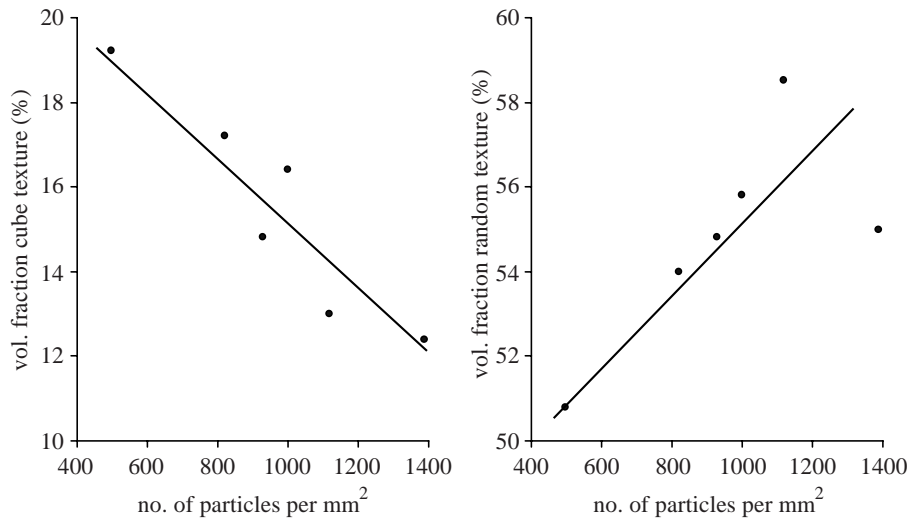 20
18
16
14
12
10
400 600 800 1000 1200 1400
vol. fraction cube texture (%)
no. of particles per mm²
60
58
56
54
52
50
400 600 800 1000 1200 1400
vol. fraction random texture (%)
no. of particles per mm²